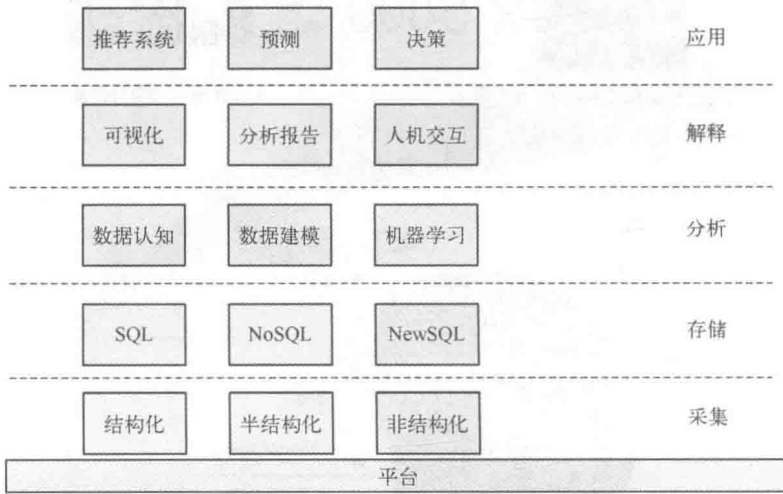 推荐系统 预测 决策 应用
可视化 分析报告 人机交互 解释
数据认知 数据建模 机器学习 分析
SQL NoSQL NewSQL 存储
结构化 半结构化 非结构化 采集
平台